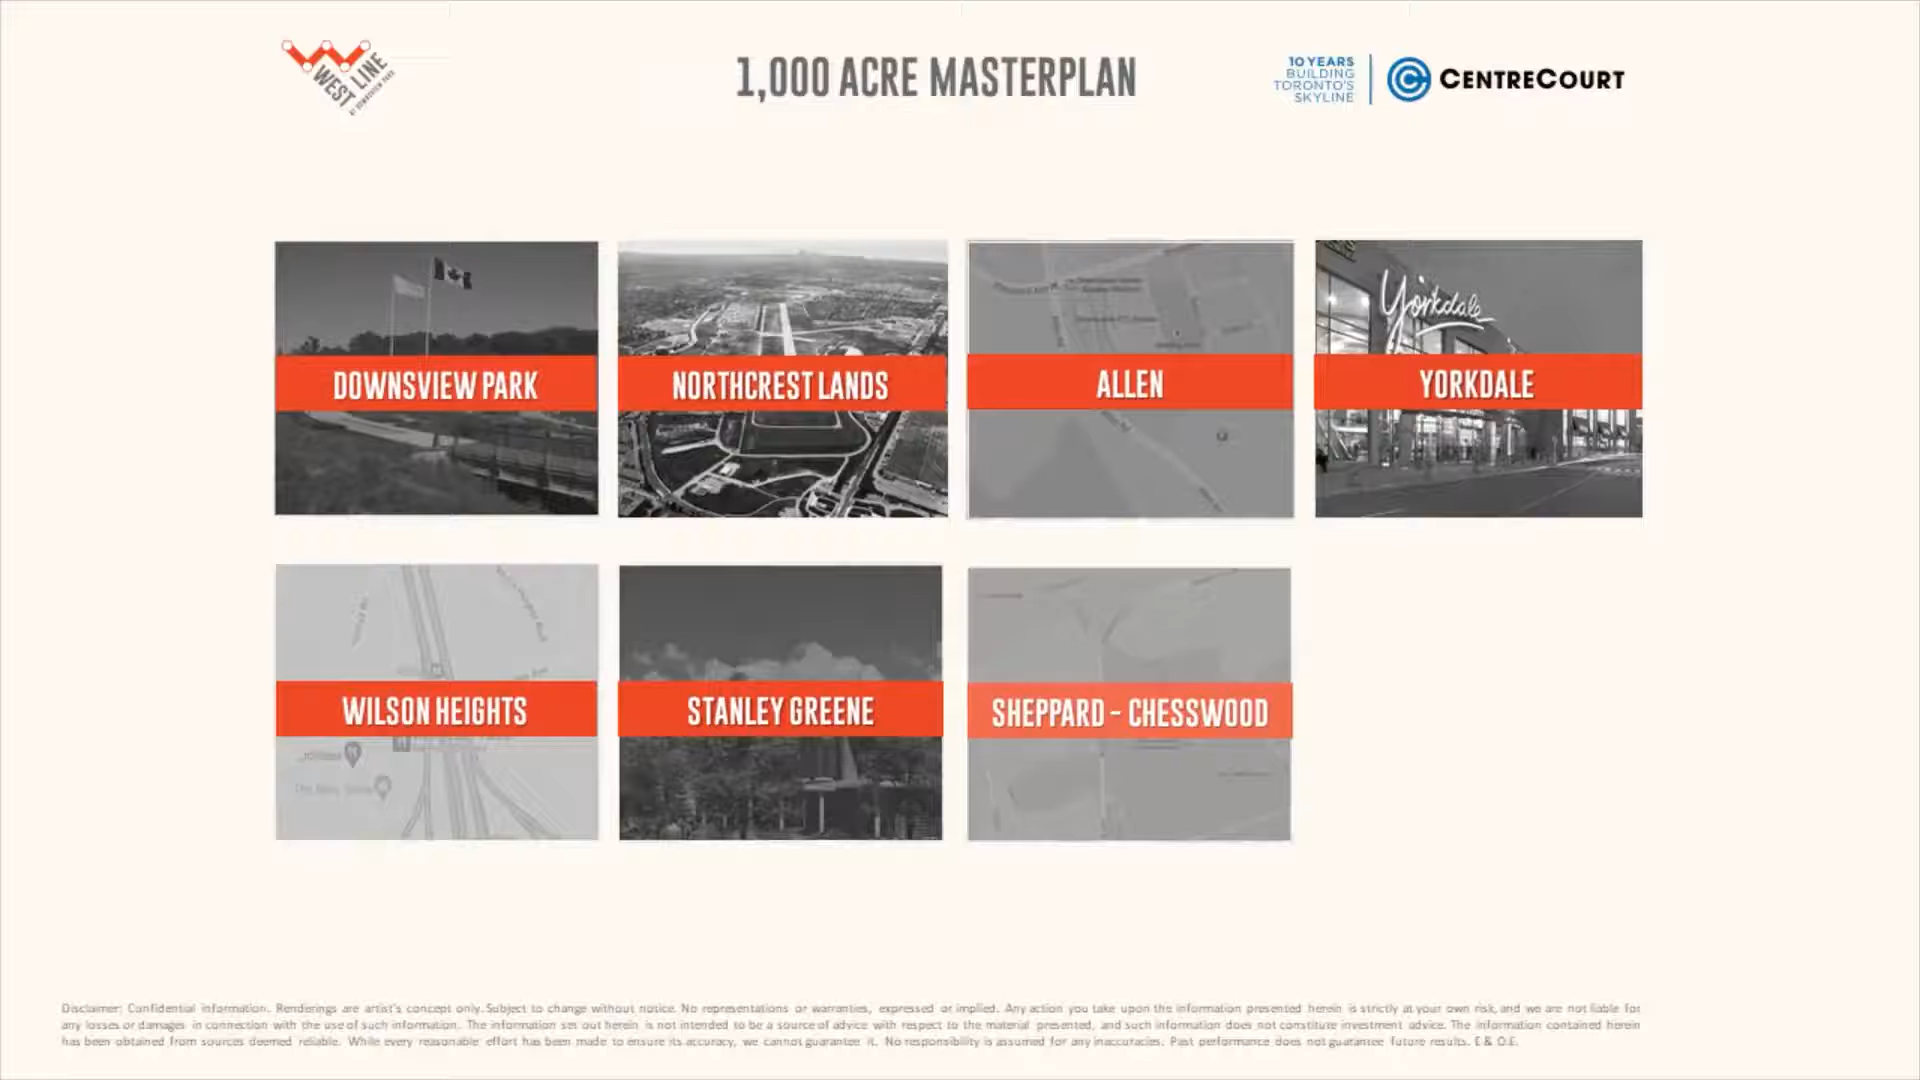 WEST LINE
AT DOWNSVIEW PARK
1,000 ACRE MASTERPLAN
10 YEARS
BUILDING
TORONTO'S
SKYLINE
CENTRECOURT
Yorkdale
DOWNSVIEW PARK
NORTHCREST LANDS
ALLEN
YORKDALE
WILSON HEIGHTS
STANLEY GREENE
SHEPPARD - CHESSWOOD
Disclaimer: Confidential information. Renderings are artist's concept only. Subject to change without notice. No representations or warranties, expressed or implied. Any action you take upon the information presented herein is strictly at your own risk, and we are not liable for
any losses or damages in connection with the use of such information. The information set out herein is not intended to be a source of advice with respect to the material presented, and such information does not constitute investment advice. The information contained herein
has been obtained from sources deemed reliable. While every reasonable effort has been made to ensure its accuracy, we cannot guarantee it. No responsibility is assumed for any inaccuracies. Past performance does not guarantee future results. E & O.E.